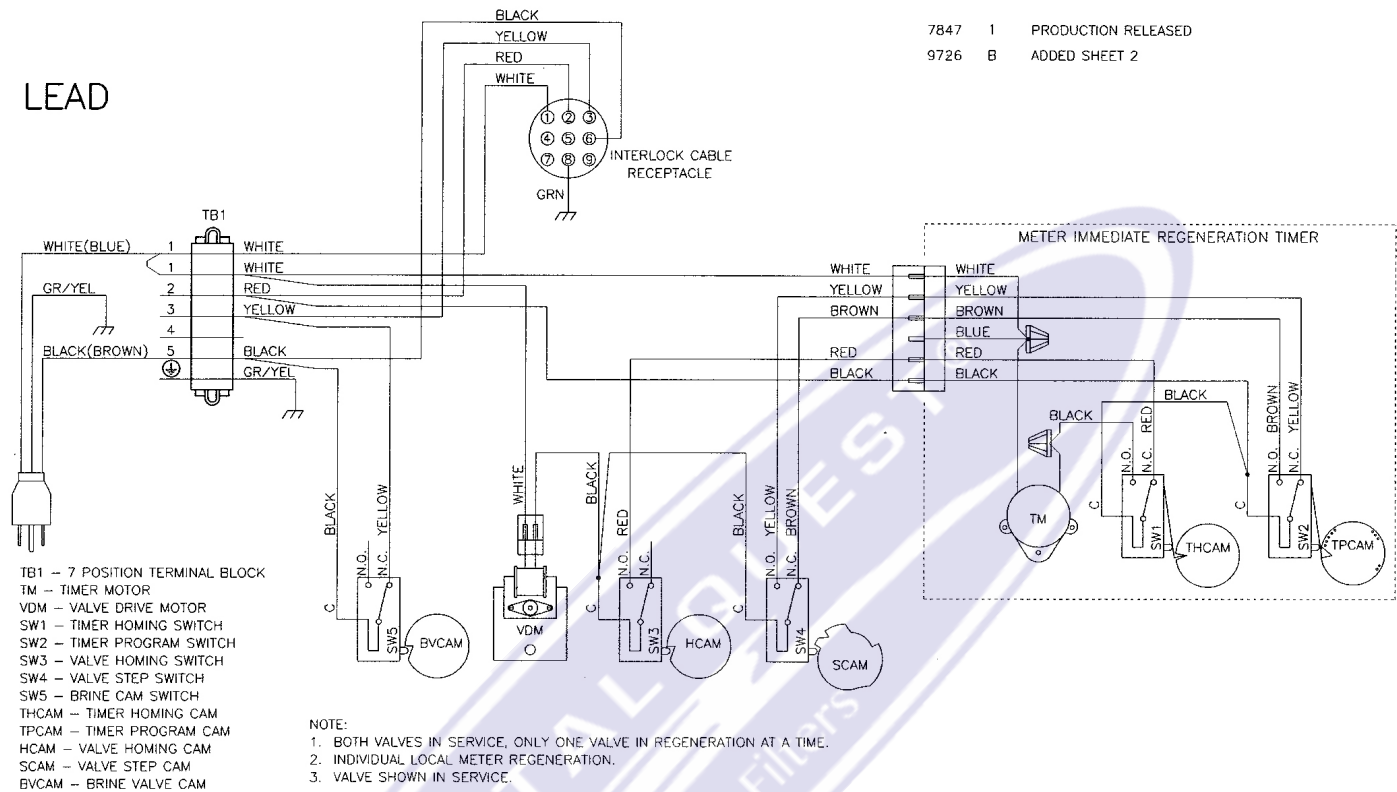 BLACK
YELLOW
RED
WHITE
7847 1 PRODUCTION RELEASED
9726 B ADDED SHEET 2
LEAD
1 2 3
4 5 6
7 8 9
INTERLOCK CABLE
RECEPTACLE
GRN
TB1
METER IMMEDIATE REGENERATION TIMER
WHITE(BLUE) 1 WHITE
1 WHITE
GR/YEL 2 RED
3 YELLOW
4
BLACK(BROWN) 5 BLACK
GR/YEL
WHITE WHITE
YELLOW YELLOW
BROWN BROWN
BLUE
RED RED
BLACK BLACK
BLACK
BLACK
RED
BROWN
YELLOW
N.O.
N.C.
N.O.
N.C.
C
C
TM
SW1
THCAM
SW2
TPCAM
BLACK
YELLOW
WHITE
BLACK
RED
BLACK
YELLOW
BROWN
N.O.
N.C.
N.O.
N.C.
N.O.
N.C.
C
C
C
SW5
BVCAM
VDM
SW3
HCAM
SW4
SCAM
TB1 – 7 POSITION TERMINAL BLOCK
TM – TIMER MOTOR
VDM – VALVE DRIVE MOTOR
SW1 – TIMER HOMING SWITCH
SW2 – TIMER PROGRAM SWITCH
SW3 – VALVE HOMING SWITCH
SW4 – VALVE STEP SWITCH
SW5 – BRINE CAM SWITCH
THCAM – TIMER HOMING CAM
TPCAM – TIMER PROGRAM CAM
HCAM – VALVE HOMING CAM
SCAM – VALVE STEP CAM
BVCAM – BRINE VALVE CAM
NOTE:
1. BOTH VALVES IN SERVICE, ONLY ONE VALVE IN REGENERATION AT A TIME.
2. INDIVIDUAL LOCAL METER REGENERATION.
3. VALVE SHOWN IN SERVICE.
AL QUEST®
Filters